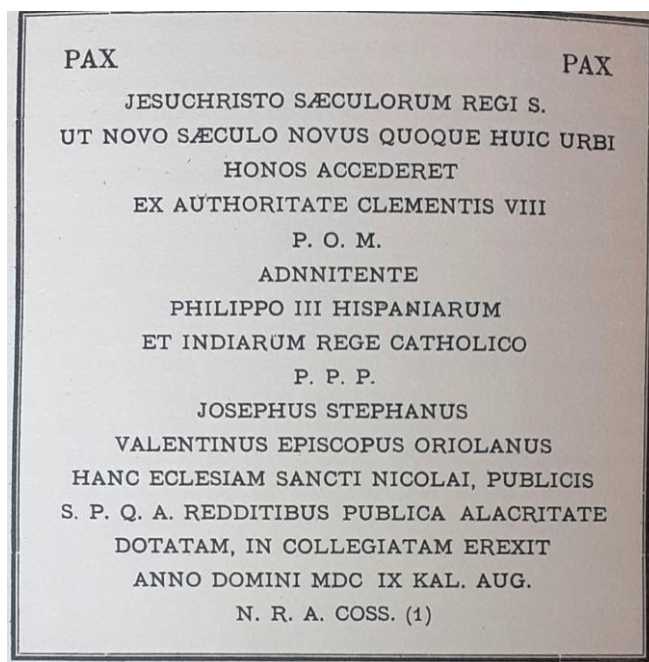 PAX PAX
JESUCHRISTO SÆCULORUM REGI S.
UT NOVO SÆCULO NOVUS QUOQUE HUIC URBI
HONOS ACCEDERET
EX AUTHORITATE CLEMENTIS VIII
P. O. M.
ADNNITENTE
PHILIPPO III HISPANIARUM
ET INDIARUM REGE CATHOLICO
P. P. P.
JOSEPHUS STEPHANUS
VALENTINUS EPISCOPUS ORIOLANUS
HANC ECLESIAM SANCTI NICOLAI, PUBLICIS
S. P. Q. A. REDDITIBUS PUBLICA ALACRITATE
DOTATAM, IN COLLEGIATAM EREXIT
ANNO DOMINI MDC IX KAL. AUG.
N. R. A. COSS. (1)